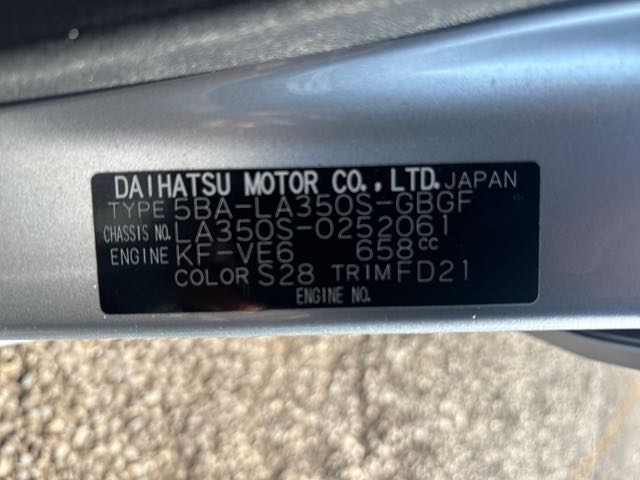 DAIHATSU MOTOR CO., LTD. JAPAN
TYPE 5BA-LA350S-GBGF
CHASSIS NO. LA350S-0252061
ENGINE KF-VE6 658cc
COLOR S28 TRIM FD21
ENGINE NO.